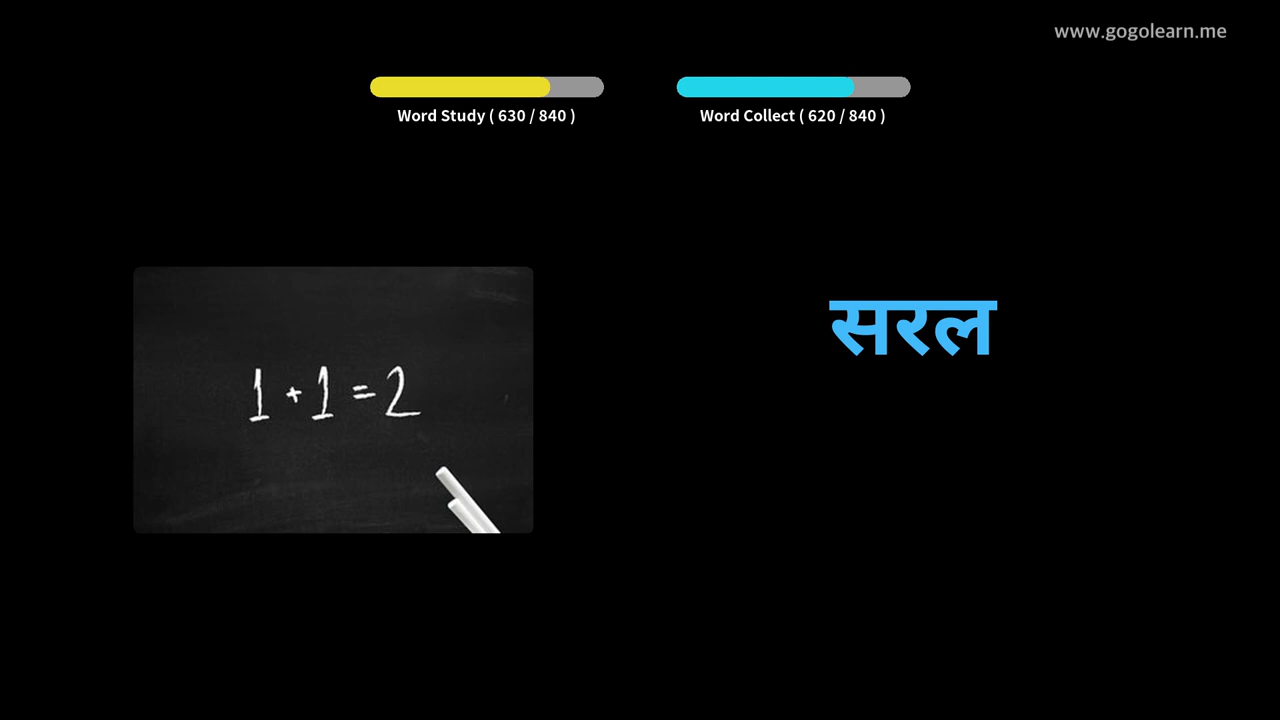 www.gogolearn.me
Word Study ( 630 / 840 )
Word Collect ( 620 / 840 )
1 + 1 = 2
सरल